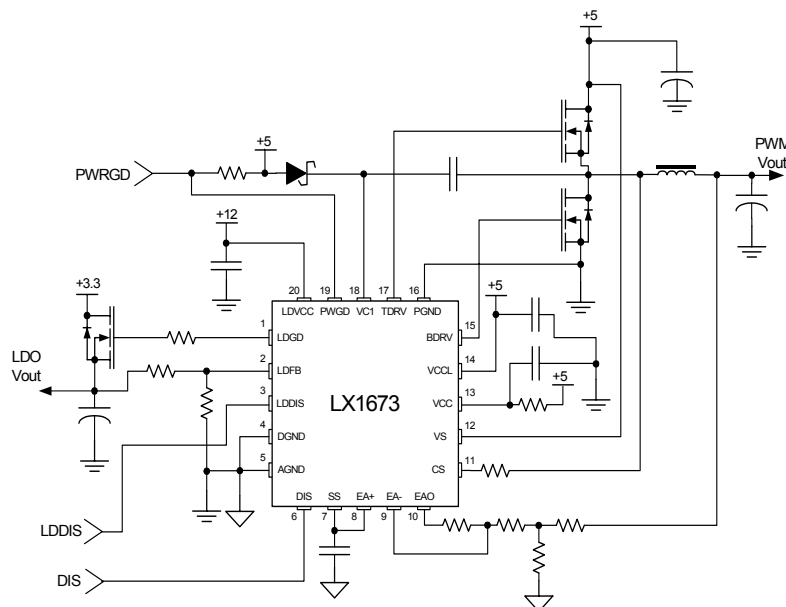 +5
+5
PWRGD
PWM
Vout
+12
+3.3
20 19 18 17 16
LDVCC PWGD VC1 TDRV PGND
+5
1 LDGD
BDRV 15
LDO
Vout
2 LDFB
VCCL 14
+5
3 LDDIS
LX1673
VCC 13
4 DGND
VS 12
5 AGND
CS 11
DIS SS EA+ EA- EAO
6 7 8 9 10
LDDIS
DIS